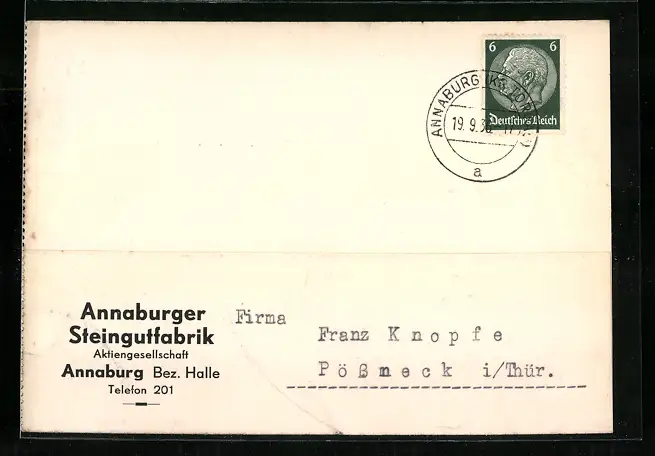 6 6
Deutsches Reich
ANNABURG
19. 9. 3
a
Annaburger
Steingutfabrik
Aktiengesellschaft
Annaburg Bez. Halle
Telefon 201
Firma
Franz Knopfe
Pößmeck i/Thür.